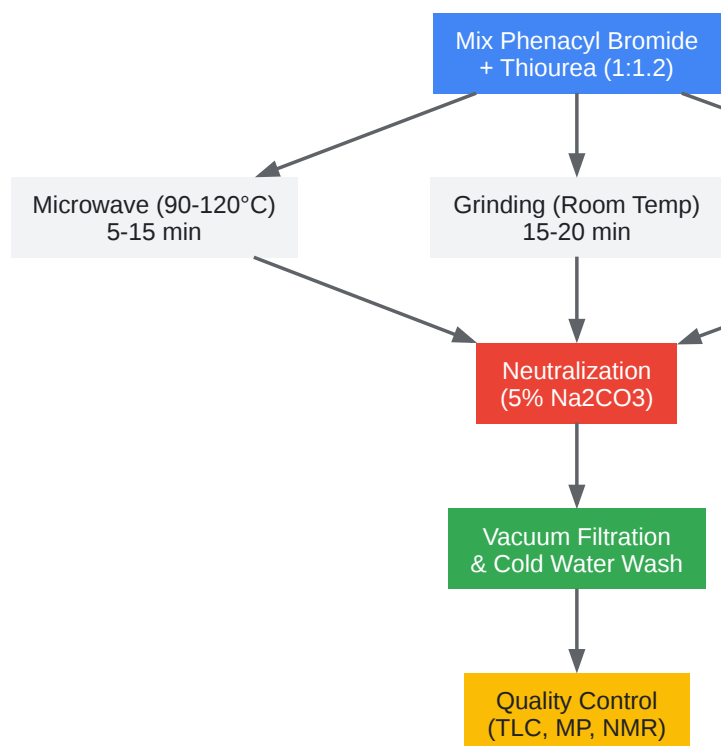 Mix Phenacyl Bromide
+ Thiourea (1:1.2)
Microwave (90-120°C)
5-15 min
Grinding (Room Temp)
15-20 min
Neutralization
(5% Na2CO3)
Vacuum Filtration
& Cold Water Wash
Quality Control
(TLC, MP, NMR)